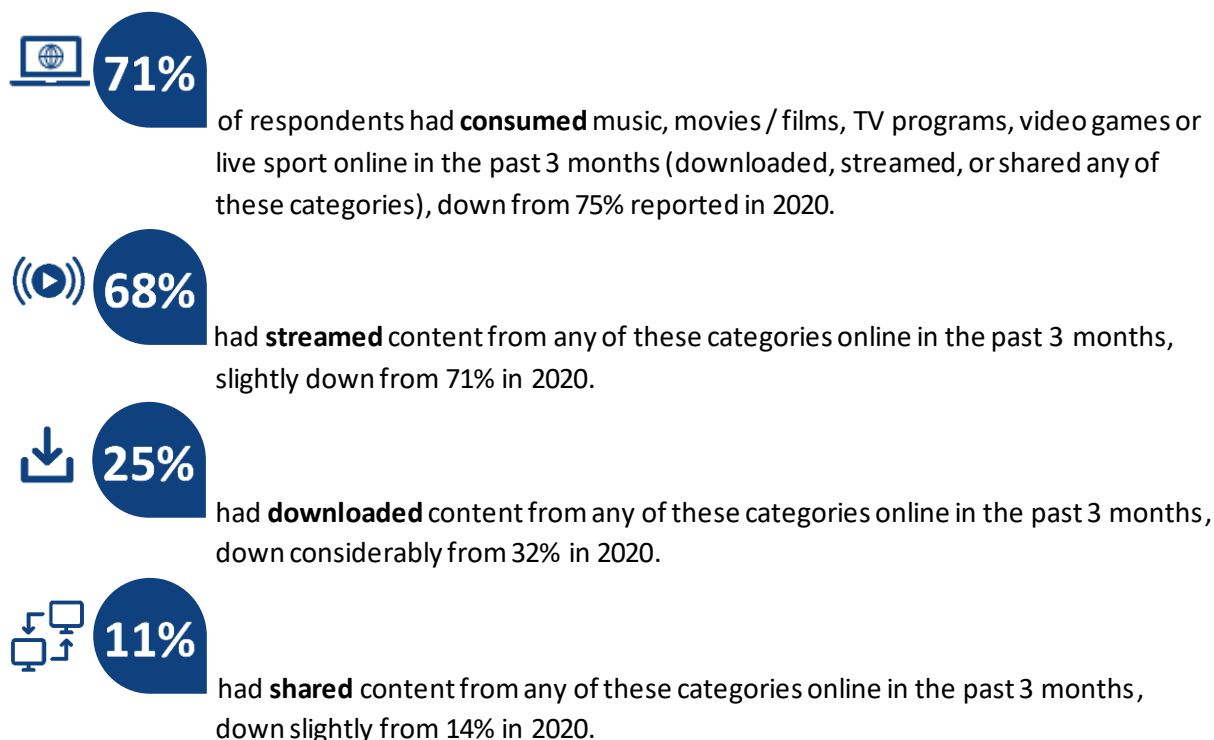 71%
of respondents had consumed music, movies / films, TV programs, video games or
live sport online in the past 3 months (downloaded, streamed, or shared any of
these categories), down from 75% reported in 2020.
68%
had streamed content from any of these categories online in the past 3 months,
slightly down from 71% in 2020.
25%
had downloaded content from any of these categories online in the past 3 months,
down considerably from 32% in 2020.
11%
had shared content from any of these categories online in the past 3 months,
down slightly from 14% in 2020.